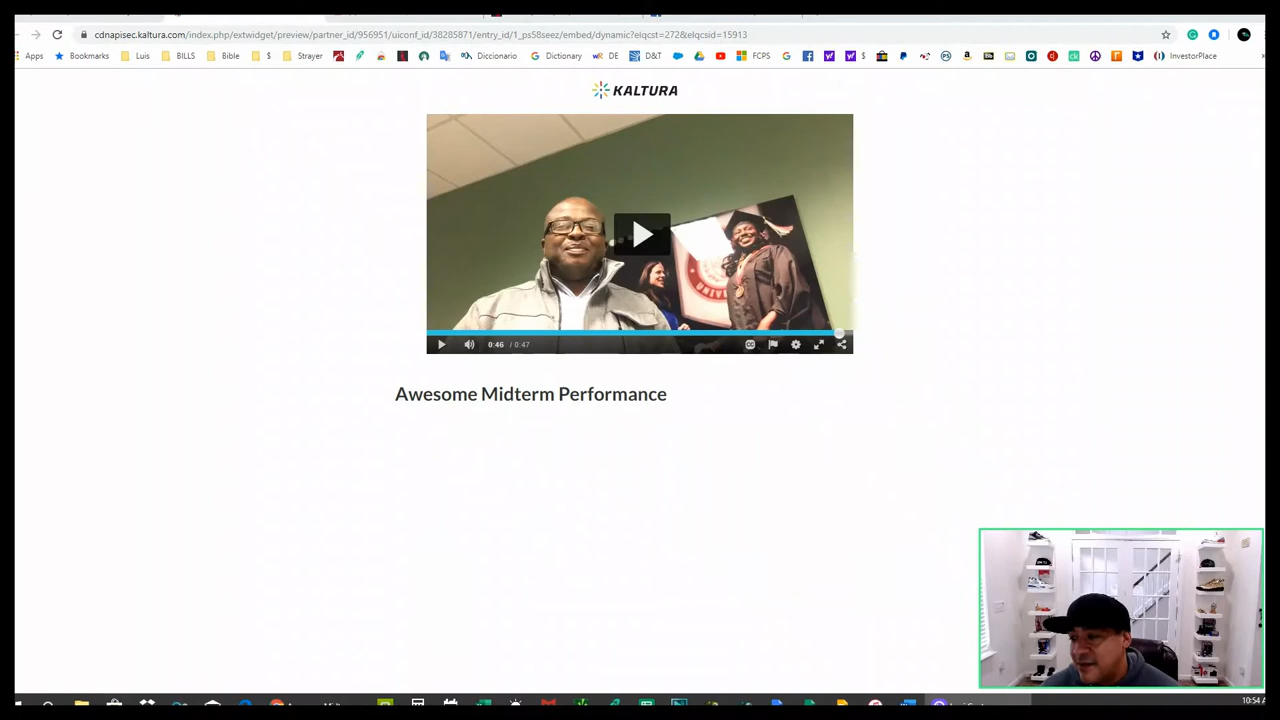 cdnapisec.kaltura.com/index.php/extwidget/preview/partner_id/956951/uiconf_id/38285871/entry_id/1_ps58seez/embed/dynamic?elqcst=272&elqcsid=15913
Apps Bookmarks Luis BILLS Bible $ Strayer Diccionario Dictionary DE D&T FCPS $ InvestorPlace
KALTURA
UNIV
0:46 / 0:47
Awesome Midterm Performance
10:54